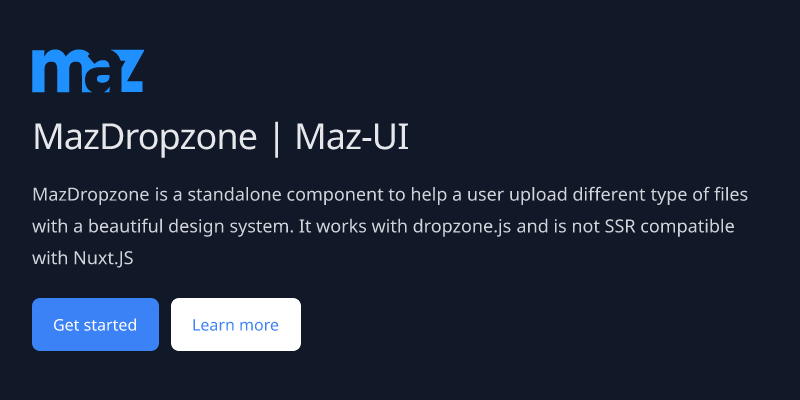 maz
MazDropzone | Maz-UI
MazDropzone is a standalone component to help a user upload different type of files
with a beautiful design system. It works with dropzone.js and is not SSR compatible
with Nuxt.JS
Get started
Learn more